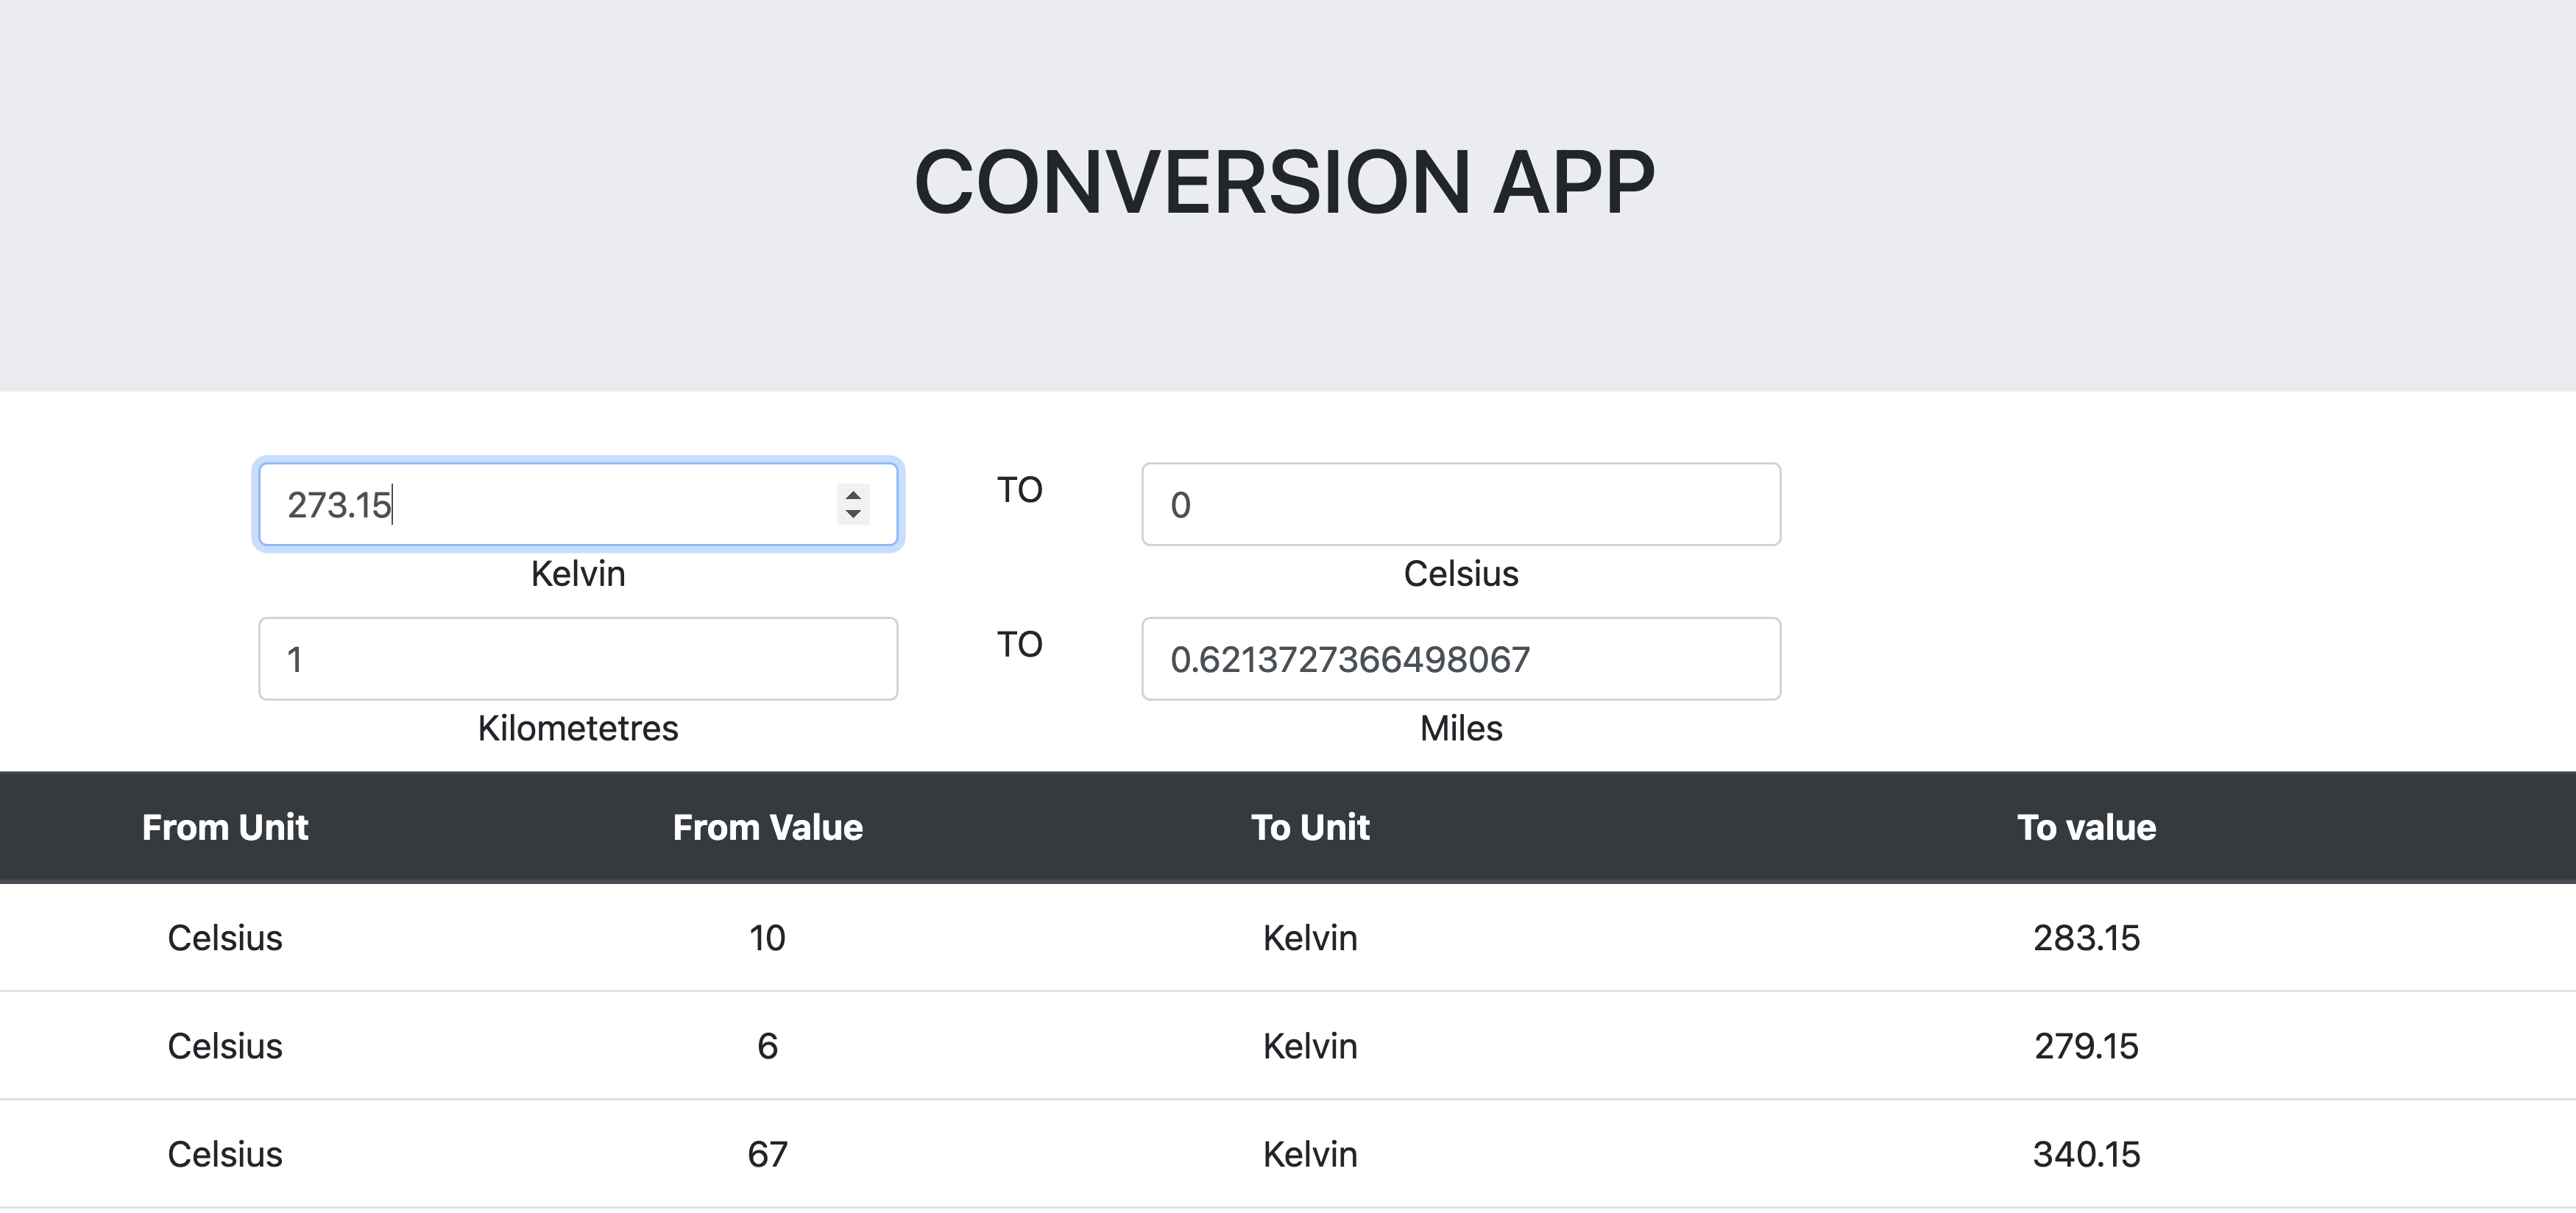 CONVERSION APP
273.15 TO 0
Kelvin Celsius
1 TO 0.6213727366498067
Kilometetres Miles
From Unit From Value To Unit To value
Celsius 10 Kelvin 283.15
Celsius 6 Kelvin 279.15
Celsius 67 Kelvin 340.15